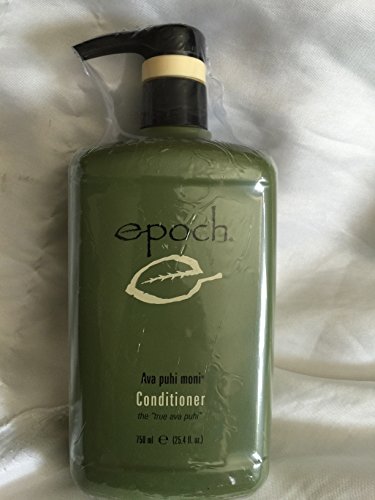 epoch®
Ava puhi moni®
Conditioner
the "true ava puhi"
750 ml ℮ (25.4 fl. oz.)